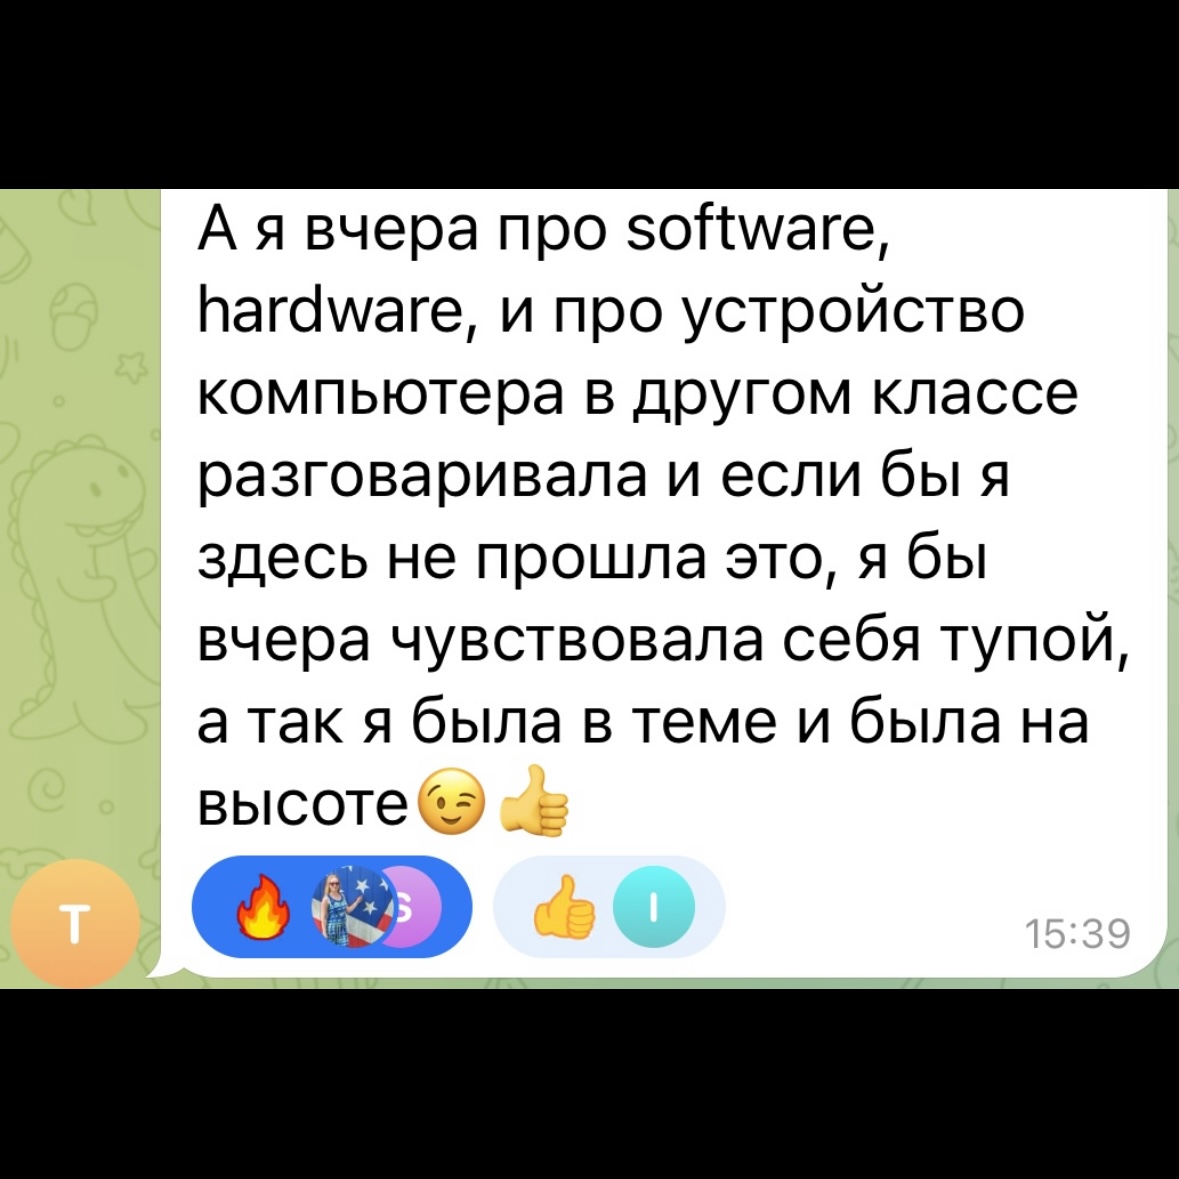 А я вчера про software,
hardware, и про устройство
компьютера в другом классе
разговаривала и если бы я
здесь не прошла это, я бы
вчера чувствовала себя тупой,
а так я была в теме и была на
высоте😉👍
T
S
I
15:39